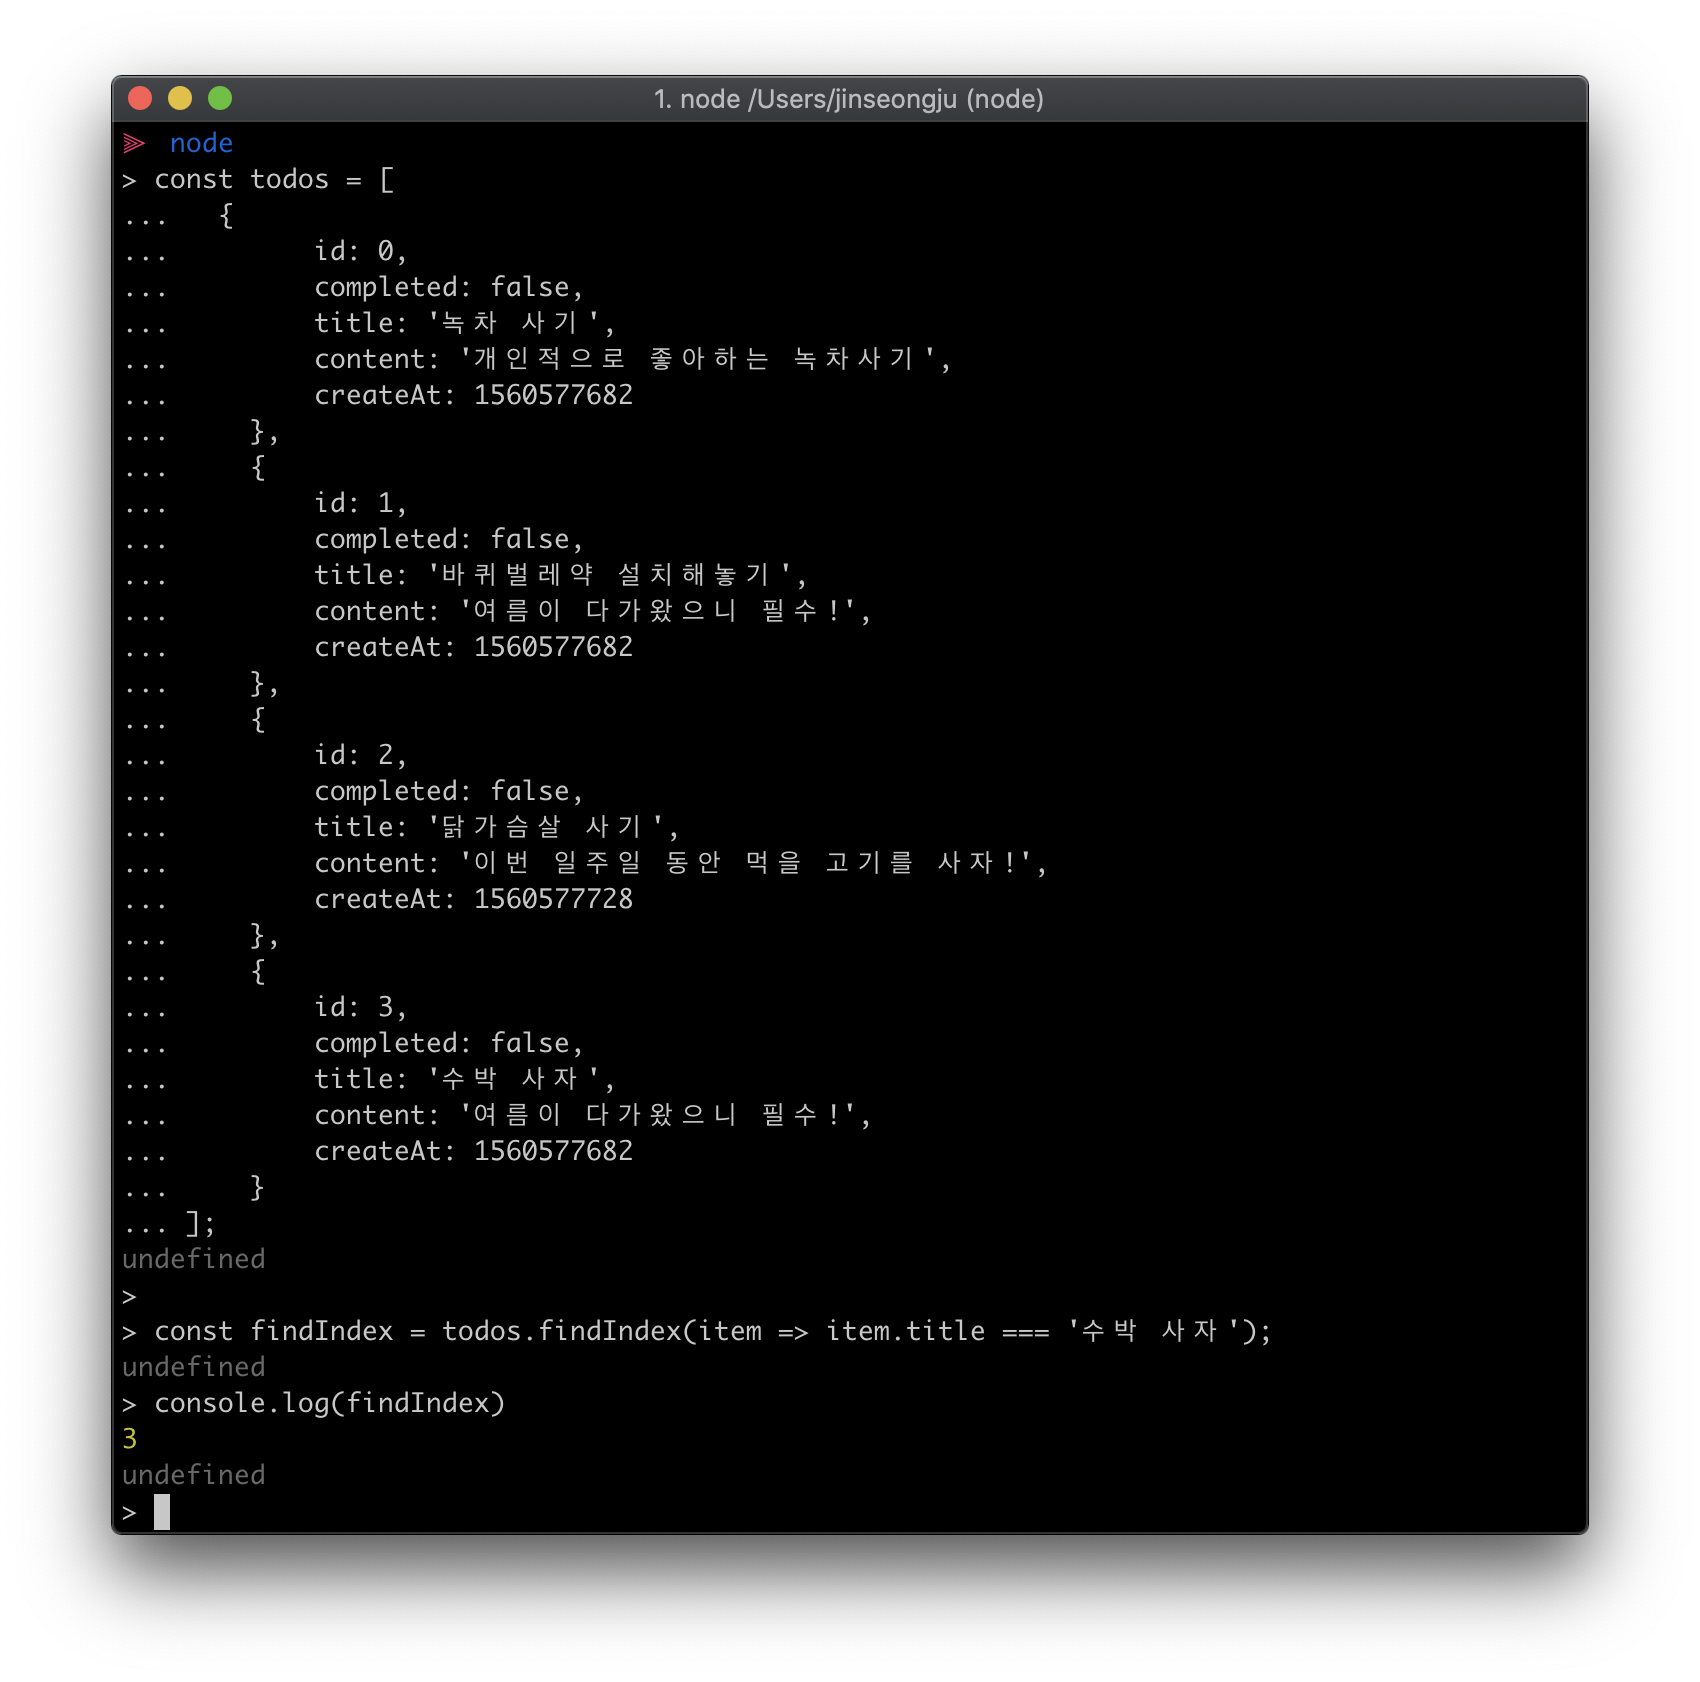 1. node /Users/jinseongju (node)
node
> const todos = [
...   {
...         id: 0,
...         completed: false,
...         title: '녹차 사기',
...         content: '개인적으로 좋아하는 녹차사기',
...         createAt: 1560577682
...     },
...     {
...         id: 1,
...         completed: false,
...         title: '바퀴벌레약 설치해놓기',
...         content: '여름이 다가왔으니 필수!',
...         createAt: 1560577682
...     },
...     {
...         id: 2,
...         completed: false,
...         title: '닭가슴살 사기',
...         content: '이번 일주일 동안 먹을 고기를 사자!',
...         createAt: 1560577728
...     },
...     {
...         id: 3,
...         completed: false,
...         title: '수박 사자',
...         content: '여름이 다가왔으니 필수!',
...         createAt: 1560577682
...     }
... ];
undefined
>
> const findIndex = todos.findIndex(item => item.title === '수박 사자');
undefined
> console.log(findIndex)
3
undefined
>